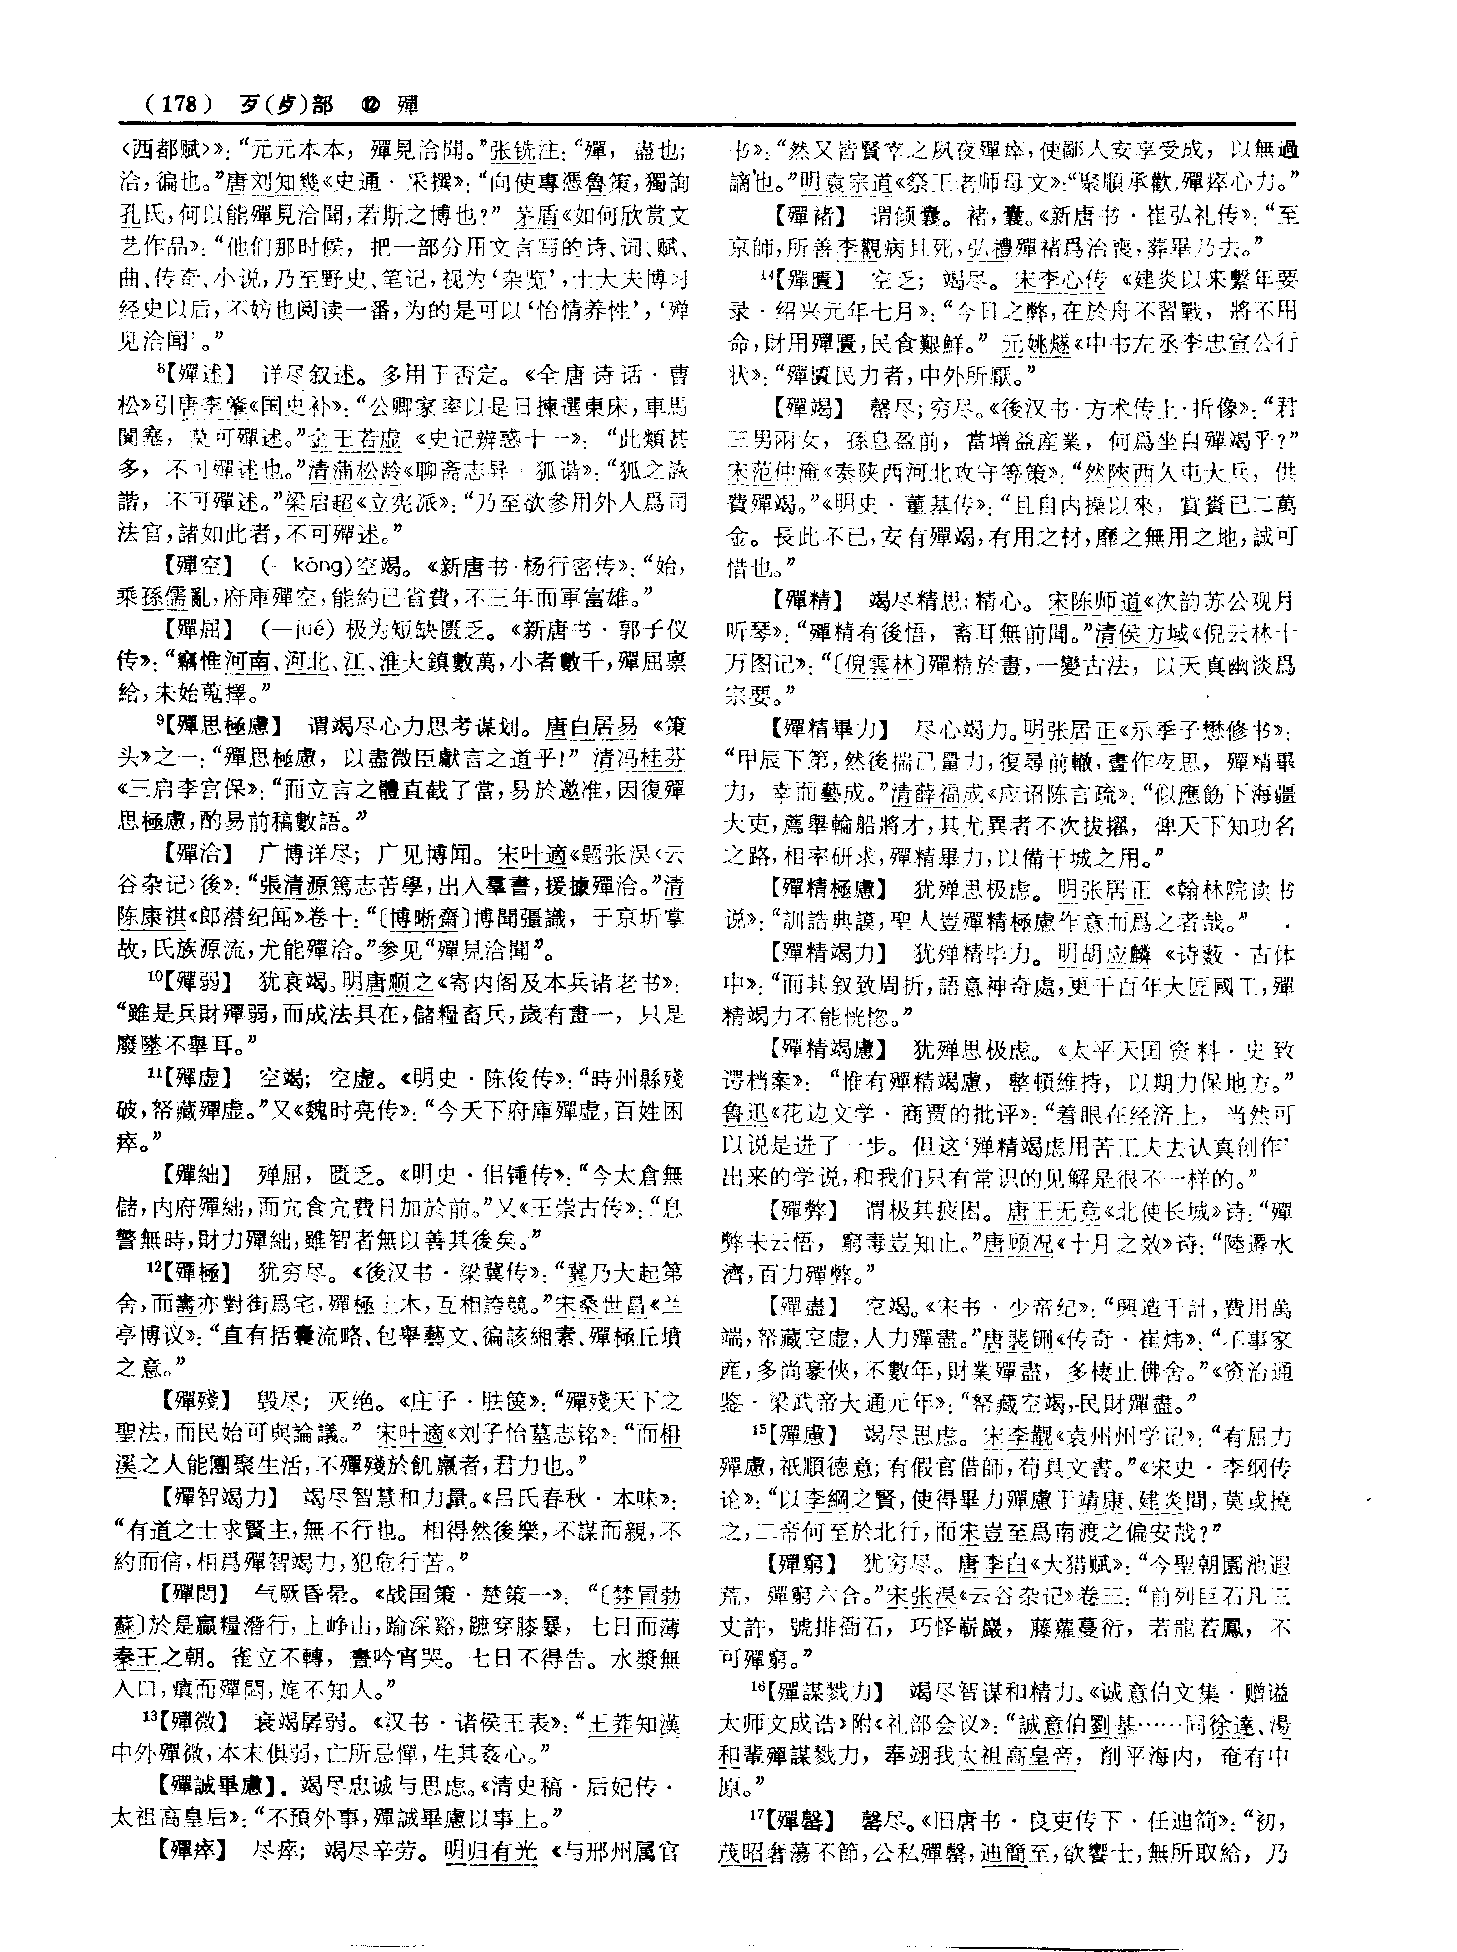 (178) 歹(歺)部 ⑫ 殫
〈西都赋〉》：“元元本本，殫見洽聞。”张铣注：“殫，盡也；
洽，徧也。”唐刘知幾《史通·采撰》：“向使專憑魯策，獨詢
孔氏，何以能殫見洽聞，若斯之博也？”茅盾《如何欣赏文
艺作品》：“他们那时候，把一部分用文言写的诗、词、赋、
曲、传奇、小说，乃至野史、笔记，视为‘杂览’，士大夫博习
经史以后，不妨也阅读一番，为的是可以‘怡情养性’，‘殫
见洽闻’。”
8【殫述】 详尽叙述。多用于否定。《全唐诗话·曹
松》引唐李肇《国史补》：“公卿家率以是日揀選東床，車馬
闐塞，莫可殫述。”金王若虚《史记辨惑十一》：“此類甚
多，不可殫述也。”清蒲松龄《聊斋志异·狐谐》：“狐之詼
諧，不可殫述。”梁启超《立宪派》：“乃至欲参用外人爲司
法官，諸如此者，不可殫述。”
【殫空】 (—kōng)空竭。《新唐书·杨行密传》：“始，
乘孫儒亂，府庫殫空，能約己省費，不三年而軍富雄。”
【殫屈】 (—jué)极为短缺匮乏。《新唐书·郭子仪
传》：“竊惟河南、河北、江、淮大鎮數萬，小者數千，殫屈禀
給，未始蒐擇。”
9【殫思極慮】 谓竭尽心力思考谋划。唐白居易《策
头》之一：“殫思極慮，以盡微臣獻言之道乎！”清冯桂芬
《三启李宫保》：“而立言之體直截了當，易於邀准，因復殫
思極慮，酌易前稿數語。”
【殫洽】 广博详尽；广见博闻。宋叶適《题张淏〈云
谷杂记〉後》：“張清源篤志苦學，出入羣書，援據殫洽。”清
陈康祺《郎潜纪闻》卷十：“〔博晰齋〕博聞彊識，于京圻掌
故，氏族源流，尤能殫洽。”参见“殫見洽聞”。
10【殫弱】 犹衰竭。明唐顺之《寄内阁及本兵诸老书》：
“雖是兵財殫弱，而成法具在，儲糧畜兵，歲有畫一，只是
廢墜不舉耳。”
11【殫虚】 空竭；空虚。《明史·陈俊传》：“時州縣殘
破，帑藏殫虚。”又《魏时亮传》：“今天下府庫殫虚，百姓困
瘁。”
【殫絀】 殚屈，匮乏。《明史·侣锺传》：“今太倉無
儲，内府殫絀，而宂食宂費日加於前。”又《王崇古传》：“息
警無時，財力殫絀，雖智者無以善其後矣。”
12【殫極】 犹穷尽。《後汉书·梁冀传》：“冀乃大起第
舍，而壽亦對街爲宅，殫極土木，互相誇競。”宋桑世昌《兰
亭博议》：“直有括囊流略、包舉藝文、徧該緗素、殫極丘墳
之意。”
【殫殘】 毁尽；灭绝。《庄子·胠箧》：“殫殘天下之
聖法，而民始可與論議。”宋叶適《刘子怡墓志铭》：“而柤
溪之人能團聚生活，不殫殘於飢羸者，君力也。”
【殫智竭力】 竭尽智慧和力量。《吕氏春秋·本味》：
“有道之士求賢主，無不行也。相得然後樂，不謀而親，不
約而信，相爲殫智竭力，犯危行苦。”
【殫悶】 气厥昏晕。《战国策·楚策一》：“〔棼冒勃
蘇〕於是贏糧潛行，上峥山，踰深谿，蹠穿膝暴，七日而薄
秦王之朝。雀立不轉，晝吟宵哭。七日不得告。水漿無
入口，瘨而殫悶，旄不知人。”
13【殫微】 衰竭孱弱。《汉书·诸侯王表》：“王莽知漢
中外殫微，本末俱弱，亡所忌憚，生其姦心。”
【殫誠畢慮】 竭尽忠诚与思虑。《清史稿·后妃传·
太祖高皇后》：“不預外事，殫誠畢慮以事上。”
【殫瘁】 尽瘁；竭尽辛劳。明归有光《与邢州属官
书》：“然又皆賢宰之夙夜殫瘁，使鄙人安享受成，以無過
謫也。”明袁宗道《祭王老师母文》：“聚順承歡，殫瘁心力。”
【殫褚】 谓倾囊。褚，囊。《新唐书·崔弘礼传》：“至
京師，所善李觀病且死，弘禮殫褚爲治喪，葬畢乃去。”
14【殫匱】 空乏；竭尽。宋李心传《建炎以来繫年要
录·绍兴元年七月》：“今日之弊，在於舟不習戰，將不用
命，財用殫匱，民食艱鮮。”元姚燧《中书左丞李忠宣公行
状》：“殫匱民力者，中外所厭。”
【殫竭】 罄尽；穷尽。《後汉书·方术传上·折像》：“君
三男兩女，孫息盈前，當增益産業，何爲坐自殫竭乎？”
宋范仲淹《奏陕西河北攻守等策》：“然陝西久屯大兵，供
費殫竭。”《明史·董基传》：“且自内操以來，賞賚已二萬
金。長此不已，安有殫竭，有用之材，靡之無用之地，誠可
惜也。”
【殫精】 竭尽精思；精心。宋陈师道《次韵苏公观月
听琴》：“殫精有後悟，畜耳無前聞。”清侯方域《倪云林十
万图记》：“〔倪雲林〕殫精於畫，一變古法，以天真幽淡爲
宗要。”
【殫精畢力】 尽心竭力。明张居正《示季子懋修书》：
“甲辰下第，然後揣己量力，復尋前轍，晝作夜思，殫精畢
力，幸而藝成。”清薛福成《应诏陈言疏》：“似應飭下海疆
大吏，薦舉輪船將才，其尤異者不次拔擢，俾天下知功名
之路，相率研求，殫精畢力，以備干城之用。”
【殫精極慮】 犹殚思极虑。明张居正《翰林院读书
说》：“訓誥典謨，聖人豈殫精極慮作意而爲之者哉。”
【殫精竭力】 犹殚精毕力。明胡应麟《诗薮·古体
中》：“而其叙致周折，語意神奇處，更千百年大匠國工，殫
精竭力不能恍惚。”
【殫精竭慮】 犹殚思极虑。《太平天囯资料·史致
谔档案》：“惟有殫精竭慮，整頓維持，以期力保地方。”
鲁迅《花边文学·商贾的批评》：“着眼在经济上，当然可
以说是进了一步。但这‘殚精竭虑用苦工夫去认真创作’
出来的学说，和我们只有常识的见解是很不一样的。”
【殫弊】 谓极其疲困。唐王无竞《北使长城》诗：“殫
弊未云悟，窮毒豈知止。”唐顾况《十月之效》诗：“陸遷水
濟，百力殫弊。”
【殫盡】 空竭。《宋书·少帝纪》：“興造千計，費用萬
端，帑藏空虚，人力殫盡。”唐裴铏《传奇·崔炜》：“不事家
産，多尚豪俠，不數年，財業殫盡，多棲止佛舍。”《资治通
鉴·梁武帝大通元年》：“帑藏空竭，民財殫盡。”
15【殫慮】 竭尽思虑。宋李觏《袁州州学记》：“有屈力
殫慮，祇順德意；有假官借師，苟具文書。”《宋史·李纲传
论》：“以李綱之賢，使得畢力殫慮于靖康、建炎間，莫或撓
之，二帝何至於北行，而宋豈至爲南渡之偏安哉？”
【殫窮】 犹穷尽。唐李白《大猎赋》：“今聖朝園池遐
荒，殫窮六合。”宋张淏《云谷杂记》卷三：“前列巨石凡三
丈許，號排衙石，巧怪嶄巖，藤蘿蔓衍，若龍若鳳，不
可殫窮。”
16【殫謀戮力】 竭尽智谋和精力。《诚意伯文集·赠谥
太师文成诰》附《礼部会议》：“誠意伯劉基……同徐達、湯
和輩殫謀戮力，奉翊我太祖高皇帝，削平海内，奄有中
原。”
17【殫罄】 罄尽。《旧唐书·良吏传下·任迪简》：“初，
茂昭奢蕩不節，公私殫罄，迪簡至，欲饗士，無所取給，乃